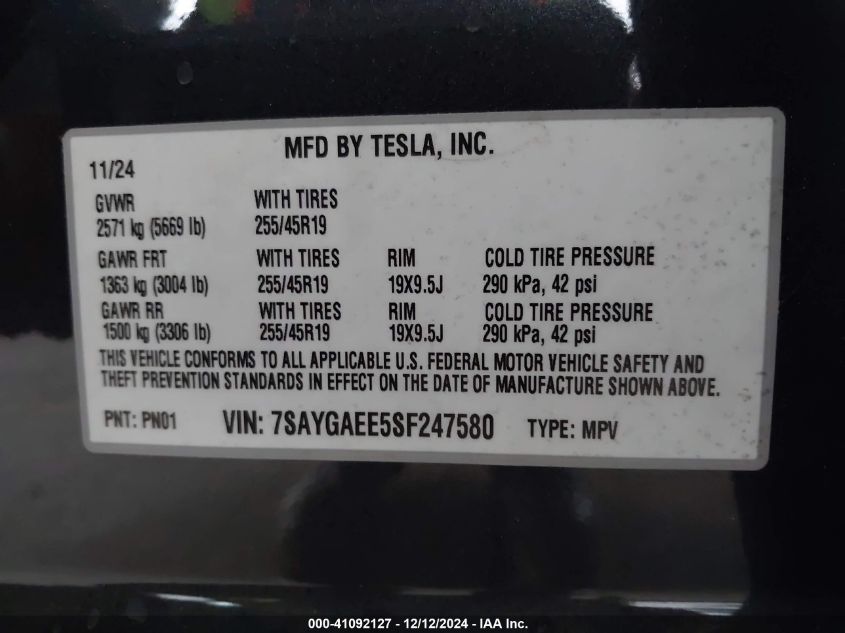 MFD BY TESLA, INC.
11/24
GVWR WITH TIRES
2571 kg (5669 lb) 255/45R19
GAWR FRT WITH TIRES RIM COLD TIRE PRESSURE
1363 kg (3004 lb) 255/45R19 19X9.5J 290 kPa, 42 psi
GAWR RR WITH TIRES RIM COLD TIRE PRESSURE
1500 kg (3306 lb) 255/45R19 19X9.5J 290 kPa, 42 psi
THIS VEHICLE CONFORMS TO ALL APPLICABLE U.S. FEDERAL MOTOR VEHICLE SAFETY AND
THEFT PREVENTION STANDARDS IN EFFECT ON THE DATE OF MANUFACTURE SHOWN ABOVE.
PNT: PN01 VIN: 7SAYGAEE5SF247580 TYPE: MPV
000-41092127 - 12/12/2024 - IAA Inc.